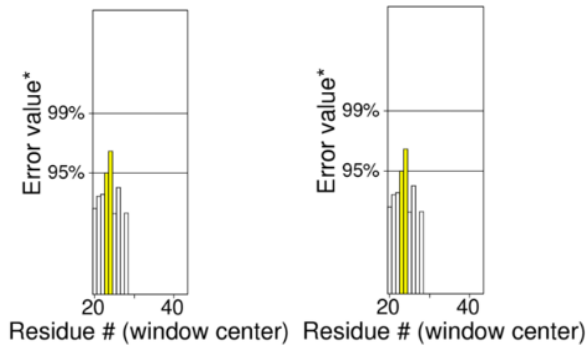 Error value*
99%
95%
20 40
Residue # (window center)
Error value*
99%
95%
20 40
Residue # (window center)